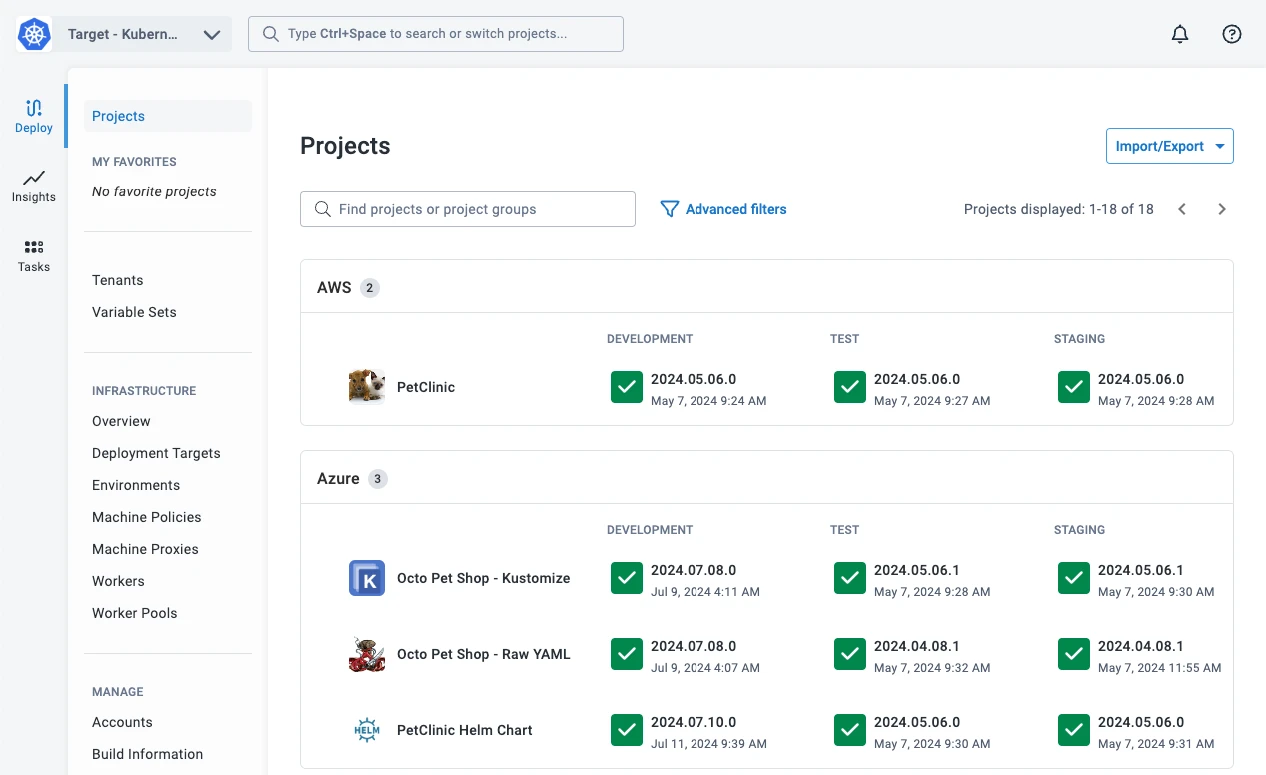 Target - Kubern...
Type Ctrl+Space to search or switch projects...
Deploy
Insights
Tasks
Projects
MY FAVORITES
No favorite projects
Tenants
Variable Sets
INFRASTRUCTURE
Overview
Deployment Targets
Environments
Machine Policies
Machine Proxies
Workers
Worker Pools
MANAGE
Accounts
Build Information
Projects
Import/Export
Find projects or project groups
Advanced filters
Projects displayed: 1-18 of 18
AWS 2
DEVELOPMENT TEST STAGING
PetClinic
2024.05.06.0 2024.05.06.0 2024.05.06.0
May 7, 2024 9:24 AM May 7, 2024 9:27 AM May 7, 2024 9:28 AM
Azure 3
DEVELOPMENT TEST STAGING
K
Octo Pet Shop - Kustomize
2024.07.08.0 2024.05.06.1 2024.05.06.1
Jul 9, 2024 4:11 AM May 7, 2024 9:28 AM May 7, 2024 9:30 AM
Octo Pet Shop - Raw YAML
2024.07.08.0 2024.04.08.1 2024.04.08.1
Jul 9, 2024 4:07 AM May 7, 2024 9:32 AM May 7, 2024 11:55 AM
HELM
PetClinic Helm Chart
2024.07.10.0 2024.05.06.0 2024.05.06.0
Jul 11, 2024 9:39 AM May 7, 2024 9:30 AM May 7, 2024 9:31 AM